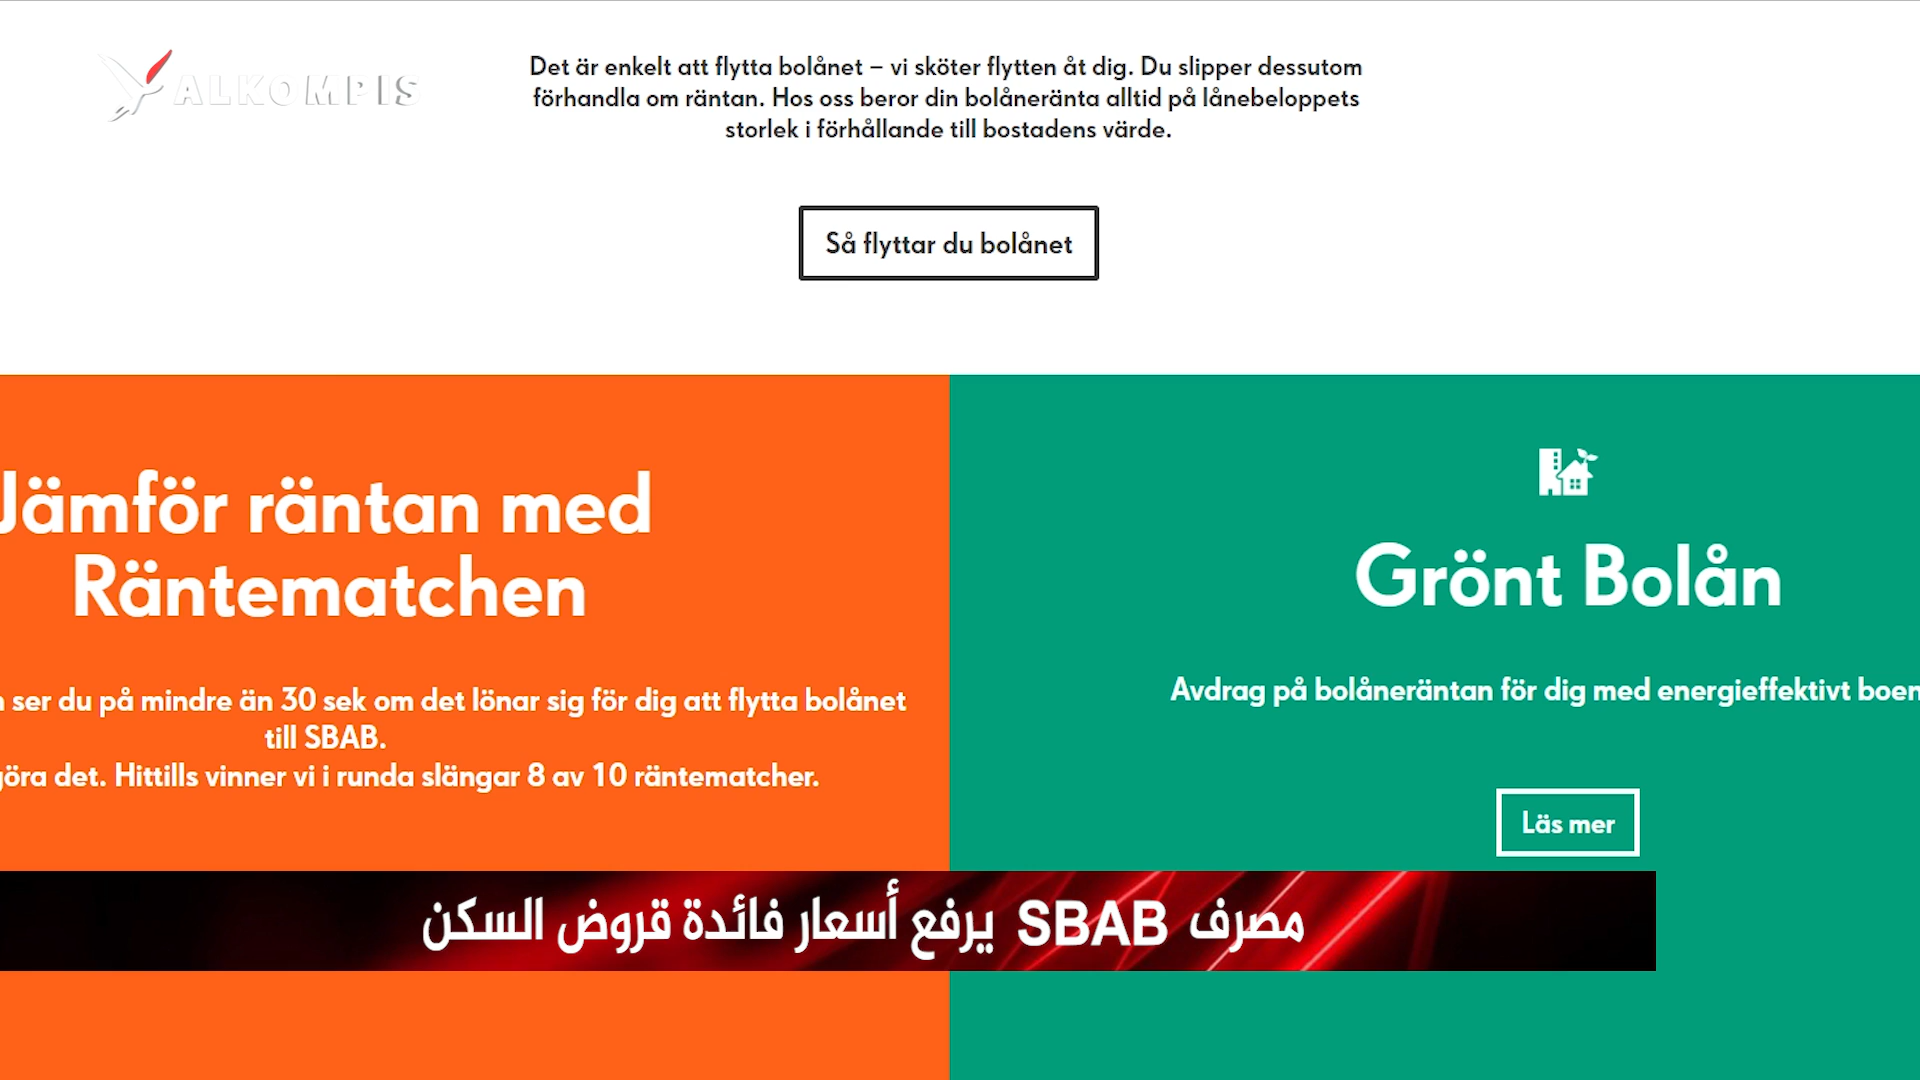 ALKOMPIS
Det är enkelt att flytta bolånet – vi sköter flytten åt dig. Du slipper dessutom
förhandla om räntan. Hos oss beror din bolåneränta alltid på lånebeloppets
storlek i förhållande till bostadens värde.
Så flyttar du bolånet
Jämför räntan med
Räntematchen
ser du på mindre än 30 sek om det lönar sig för dig att flytta bolånet
till SBAB.
göra det. Hittills vinner vi i runda slängar 8 av 10 räntematcher.
Grönt Bolån
Avdrag på bolåneräntan för dig med energieffektivt
Läs mer
مصرف SBAB يرفع أسعار فائدة قروض السكن